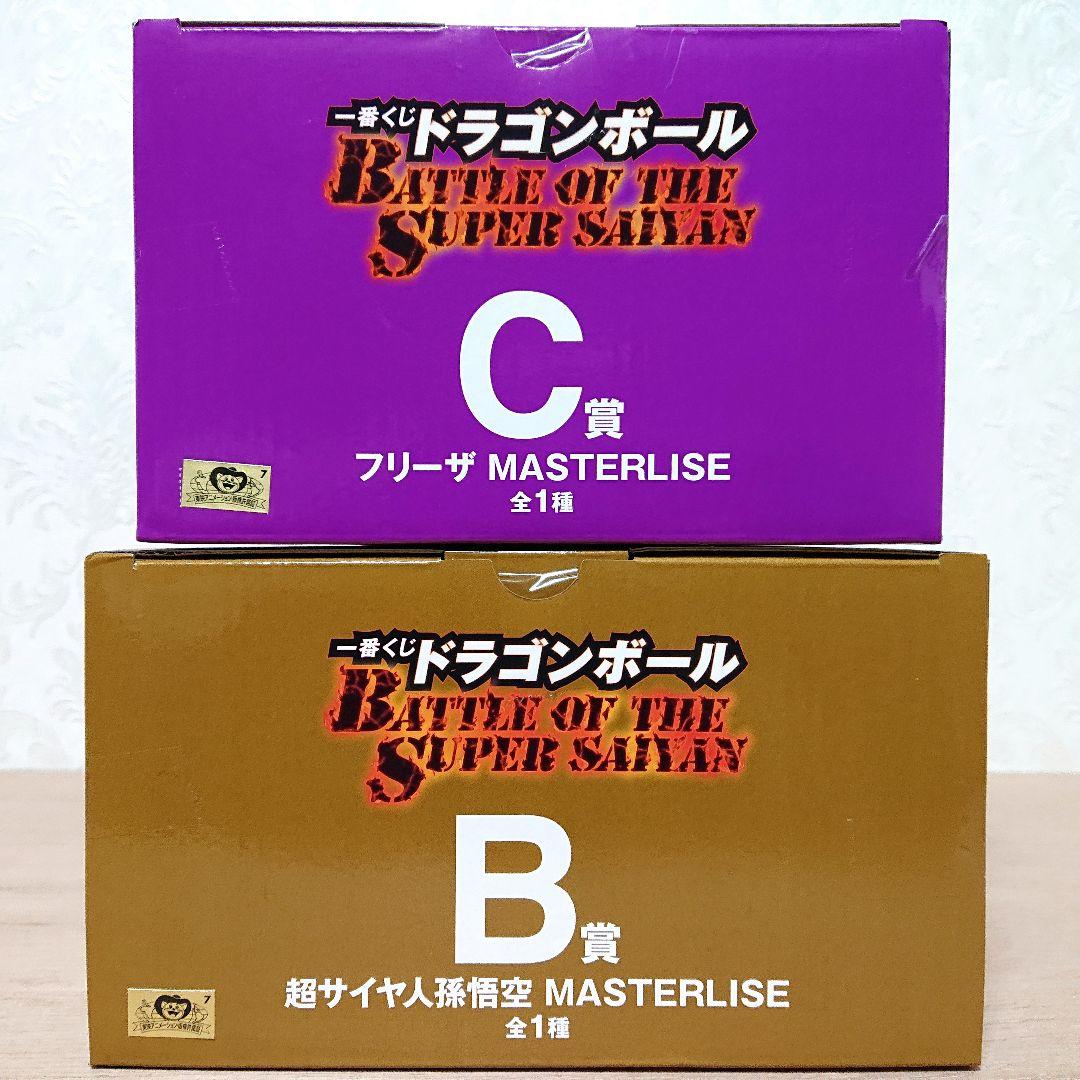 一番くじ ドラゴンボール
BATTLE OF THE
SUPER SAIYAN
C賞
フリーザ MASTERLISE
全1種
7
一番くじ ドラゴンボール
BATTLE OF THE
SUPER SAIYAN
B賞
超サイヤ人孫悟空 MASTERLISE
全1種
7